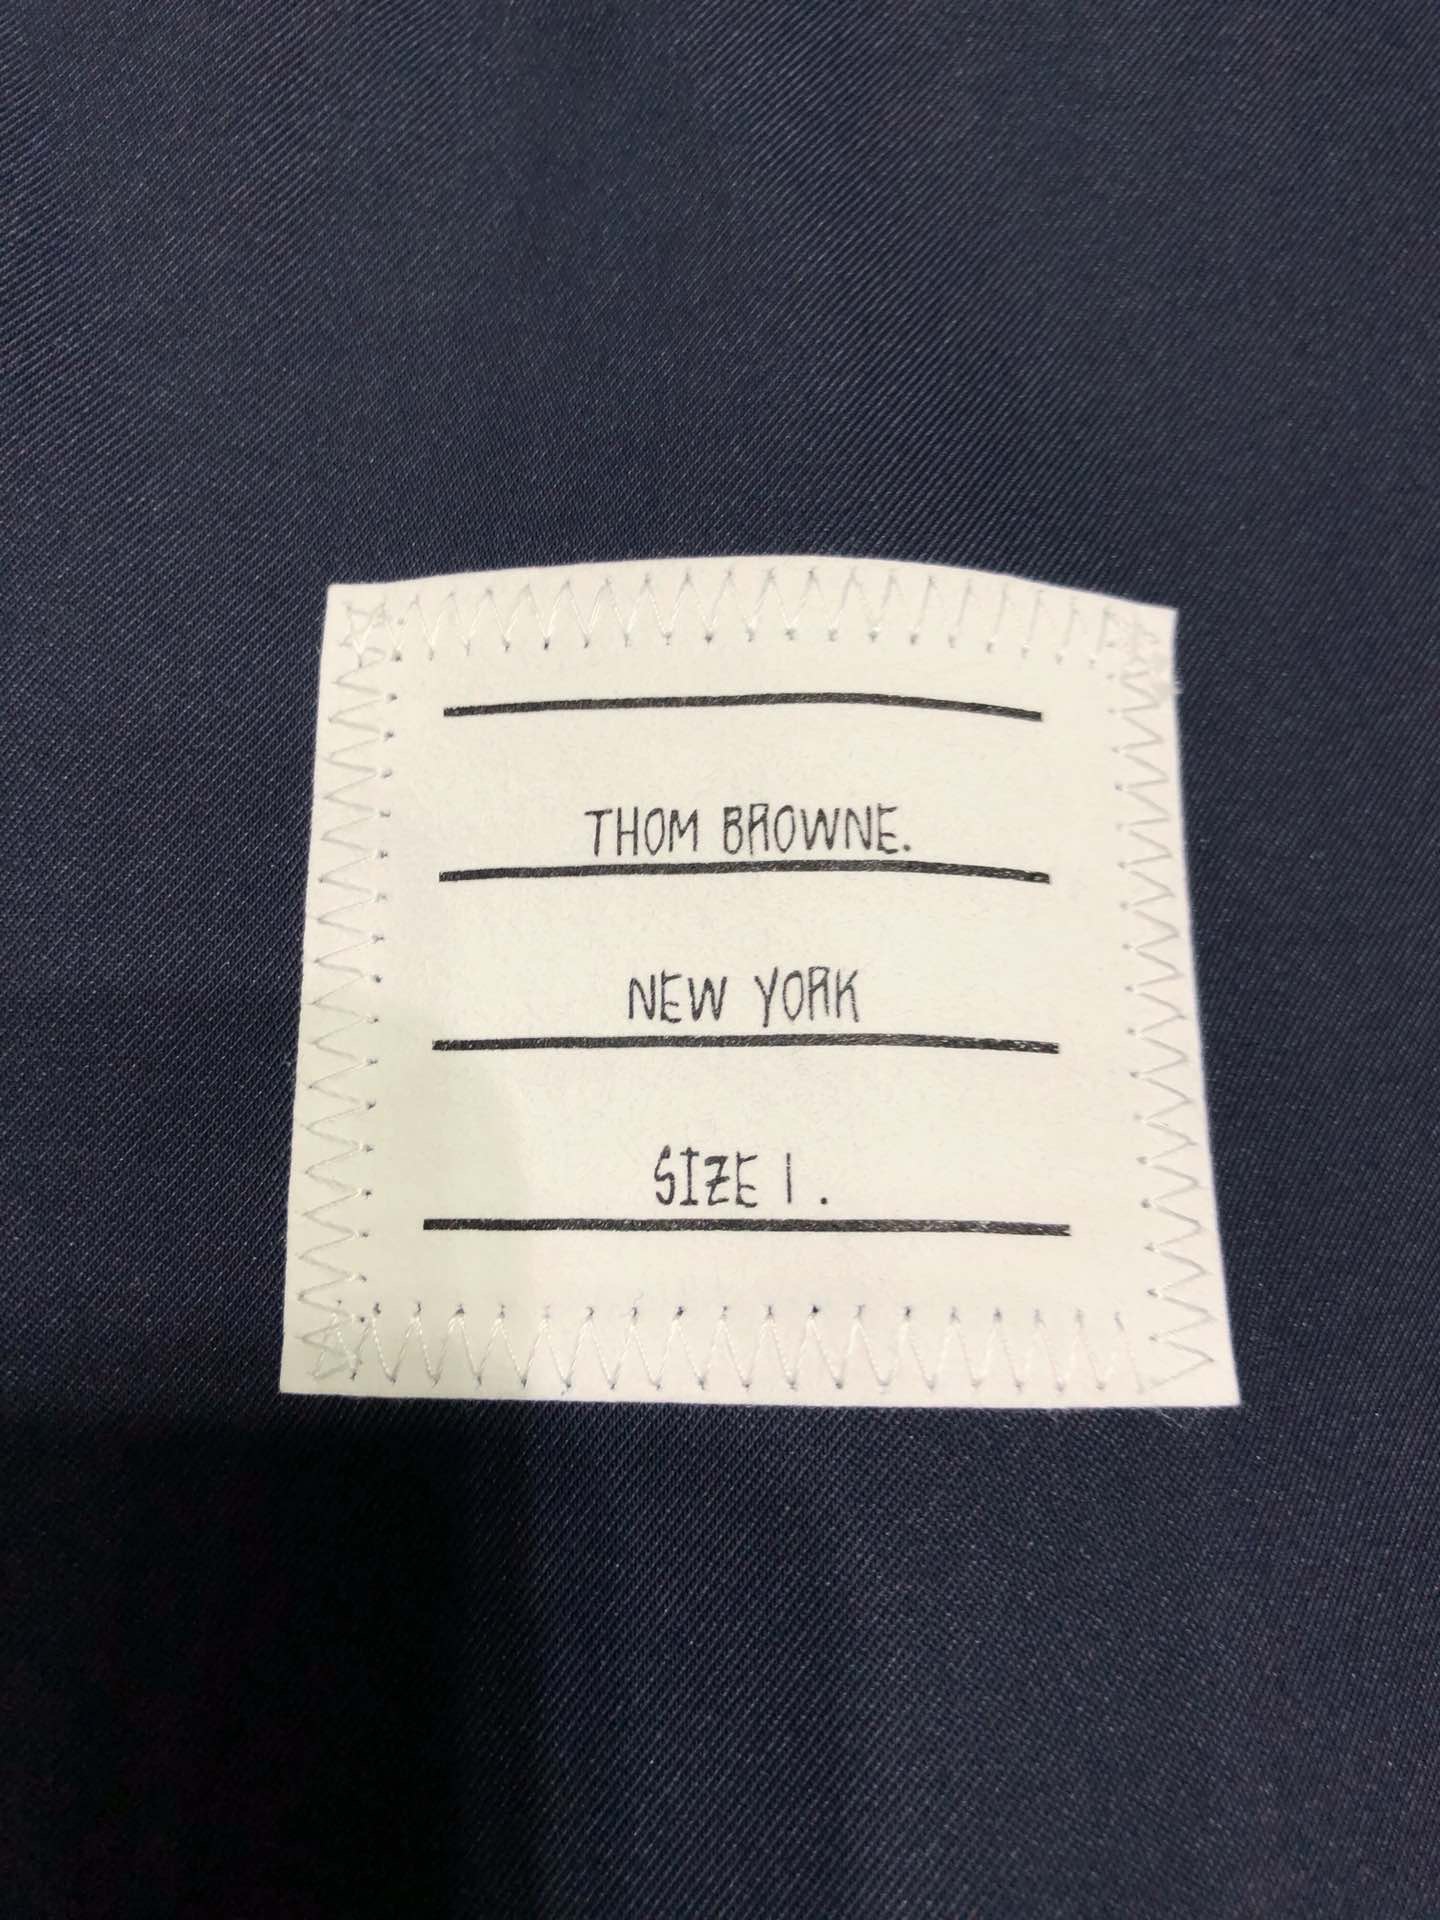 THOM BROWNE.
NEW YORK
SIZE 1.